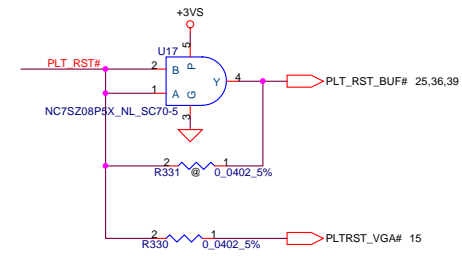 +3VS
5
U17
P
PLT_RST#
2
B
Y
4
PLT_RST_BUF# 25,36,39
1
A
G
NC7SZ08P5X_NL_SC70-5
3
2
1
R331
@
0_0402_5%
2
1
PLTRST_VGA# 15
R330
0_0402_5%